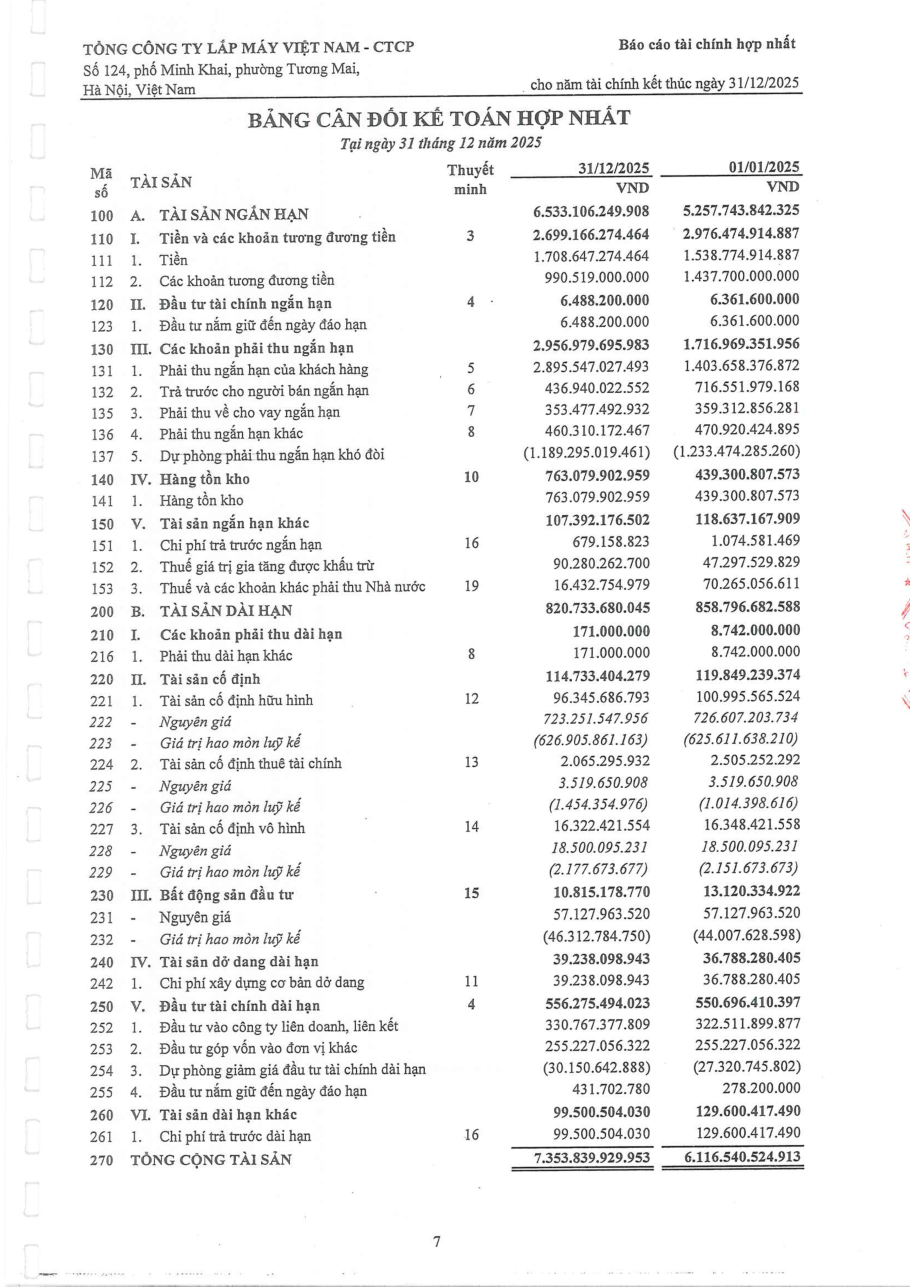 TỔNG CÔNG TY LẮP MÁY VIỆT NAM - CTCP Báo cáo tài chính hợp nhất
Số 124, phố Minh Khai, phường Tương Mai,
Hà Nội, Việt Nam cho năm tài chính kết thúc ngày 31/12/2025
BẢNG CÂN ĐỐI KẾ TOÁN HỢP NHẤT
Tại ngày 31 tháng 12 năm 2025
Mã số TÀI SẢN Thuyết minh 31/12/2025 VND 01/01/2025 VND
100 A. TÀI SẢN NGẮN HẠN 6.533.106.249.908 5.257.743.842.325
110 I. Tiền và các khoản tương đương tiền 3 2.699.166.274.464 2.976.474.914.887
111 1. Tiền 1.708.647.274.464 1.538.774.914.887
112 2. Các khoản tương đương tiền 990.519.000.000 1.437.700.000.000
120 II. Đầu tư tài chính ngắn hạn 4 6.488.200.000 6.361.600.000
123 1. Đầu tư nắm giữ đến ngày đáo hạn 6.488.200.000 6.361.600.000
130 III. Các khoản phải thu ngắn hạn 2.956.979.695.983 1.716.969.351.956
131 1. Phải thu ngắn hạn của khách hàng 5 2.895.547.027.493 1.403.658.376.872
132 2. Trả trước cho người bán ngắn hạn 6 436.940.022.552 716.551.979.168
135 3. Phải thu về cho vay ngắn hạn 7 353.477.492.932 359.312.856.281
136 4. Phải thu ngắn hạn khác 8 460.310.172.467 470.920.424.895
137 5. Dự phòng phải thu ngắn hạn khó đòi (1.189.295.019.461) (1.233.474.285.260)
140 IV. Hàng tồn kho 10 763.079.902.959 439.300.807.573
141 1. Hàng tồn kho 763.079.902.959 439.300.807.573
150 V. Tài sản ngắn hạn khác 107.392.176.502 118.637.167.909
151 1. Chi phí trả trước ngắn hạn 16 679.158.823 1.074.581.469
152 2. Thuế giá trị gia tăng được khấu trừ 90.280.262.700 47.297.529.829
153 3. Thuế và các khoản khác phải thu Nhà nước 19 16.432.754.979 70.265.056.611
200 B. TÀI SẢN DÀI HẠN 820.733.680.045 858.796.682.588
210 I. Các khoản phải thu dài hạn 171.000.000 8.742.000.000
216 1. Phải thu dài hạn khác 8 171.000.000 8.742.000.000
220 II. Tài sản cố định 114.733.404.279 119.849.239.374
221 1. Tài sản cố định hữu hình 12 96.345.686.793 100.995.565.524
222 - Nguyên giá 723.251.547.956 726.607.203.734
223 - Giá trị hao mòn luỹ kế (626.905.861.163) (625.611.638.210)
224 2. Tài sản cố định thuê tài chính 13 2.065.295.932 2.505.252.292
225 - Nguyên giá 3.519.650.908 3.519.650.908
226 - Giá trị hao mòn luỹ kế (1.454.354.976) (1.014.398.616)
227 3. Tài sản cố định vô hình 14 16.322.421.554 16.348.421.558
228 - Nguyên giá 18.500.095.231 18.500.095.231
229 - Giá trị hao mòn luỹ kế (2.177.673.677) (2.151.673.673)
230 III. Bất động sản đầu tư 15 10.815.178.770 13.120.334.922
231 - Nguyên giá 57.127.963.520 57.127.963.520
232 - Giá trị hao mòn luỹ kế (46.312.784.750) (44.007.628.598)
240 IV. Tài sản dở dang dài hạn 39.238.098.943 36.788.280.405
242 1. Chi phí xây dựng cơ bản dở dang 11 39.238.098.943 36.788.280.405
250 V. Đầu tư tài chính dài hạn 4 556.275.494.023 550.696.410.397
252 1. Đầu tư vào công ty liên doanh, liên kết 330.767.377.809 322.511.899.877
253 2. Đầu tư góp vốn vào đơn vị khác 255.227.056.322 255.227.056.322
254 3. Dự phòng giảm giá đầu tư tài chính dài hạn (30.150.642.888) (27.320.745.802)
255 4. Đầu tư nắm giữ đến ngày đáo hạn 431.702.780 278.200.000
260 VI. Tài sản dài hạn khác 99.500.504.030 129.600.417.490
261 1. Chi phí trả trước dài hạn 16 99.500.504.030 129.600.417.490
270 TỔNG CỘNG TÀI SẢN 7.353.839.929.953 6.116.540.524.913
7